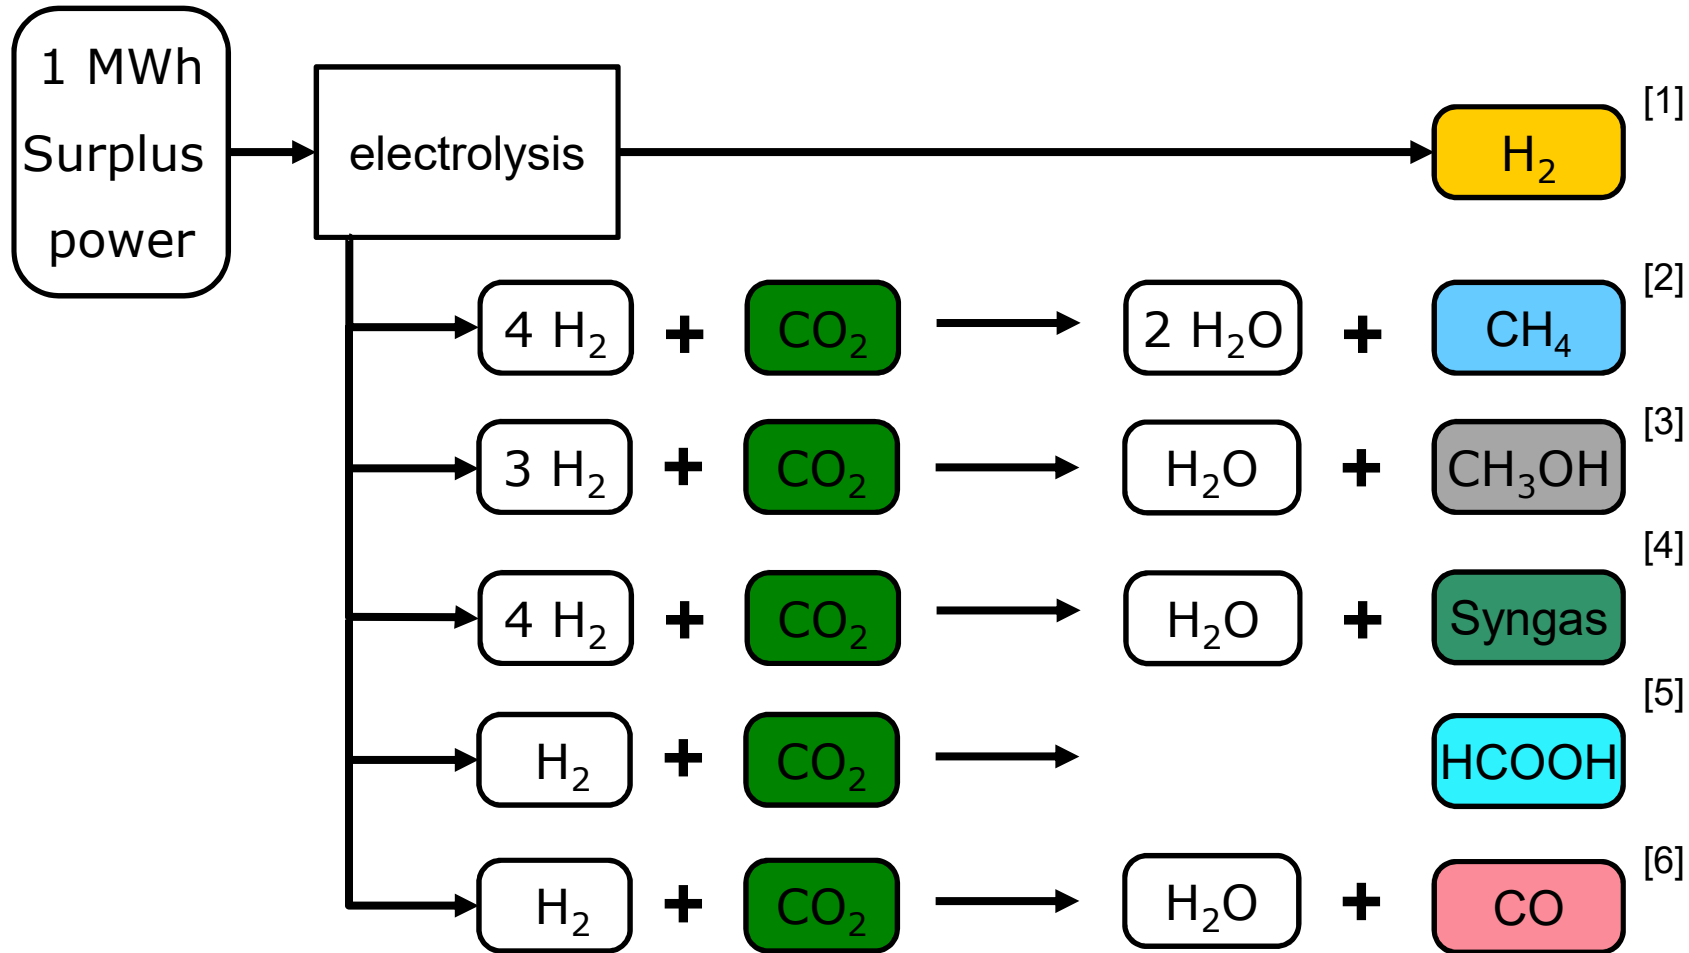 1 MWh
Surplus
power
electrolysis
H₂
[1]
4 H₂ + CO₂ 2 H₂O + CH₄
[2]
3 H₂ + CO₂ H₂O + CH₃OH
[3]
4 H₂ + CO₂ H₂O + Syngas
[4]
H₂ + CO₂ HCOOH
[5]
H₂ + CO₂ H₂O + CO
[6]